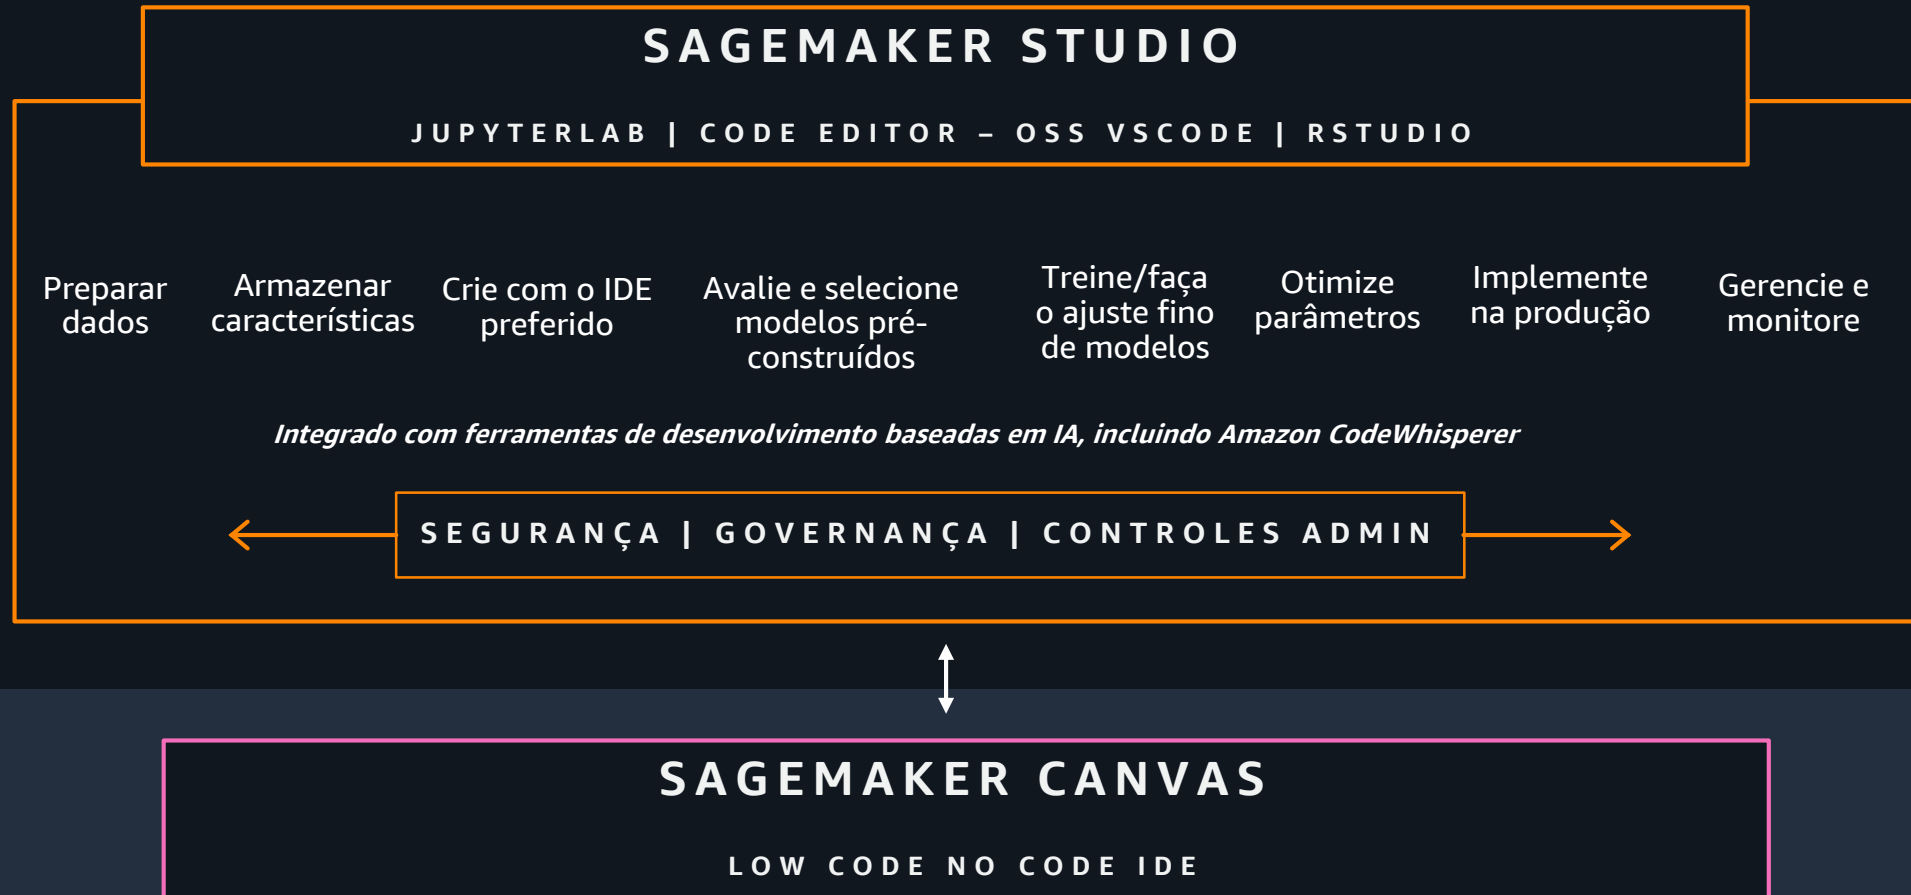 SAGEMAKER STUDIO
JUPYTERLAB | CODE EDITOR – OSS VSCODE | RSTUDIO
Preparar
dados
Armazenar
características
Crie com o IDE
preferido
Avalie e selecione
modelos pré-
construídos
Treine/faça
o ajuste fino
de modelos
Otimize
parâmetros
Implemente
na produção
Gerencie e
monitore
Integrado com ferramentas de desenvolvimento baseadas em IA, incluindo Amazon CodeWhisperer
SEGURANÇA | GOVERNANÇA | CONTROLES ADMIN
SAGEMAKER CANVAS
LOW CODE NO CODE IDE